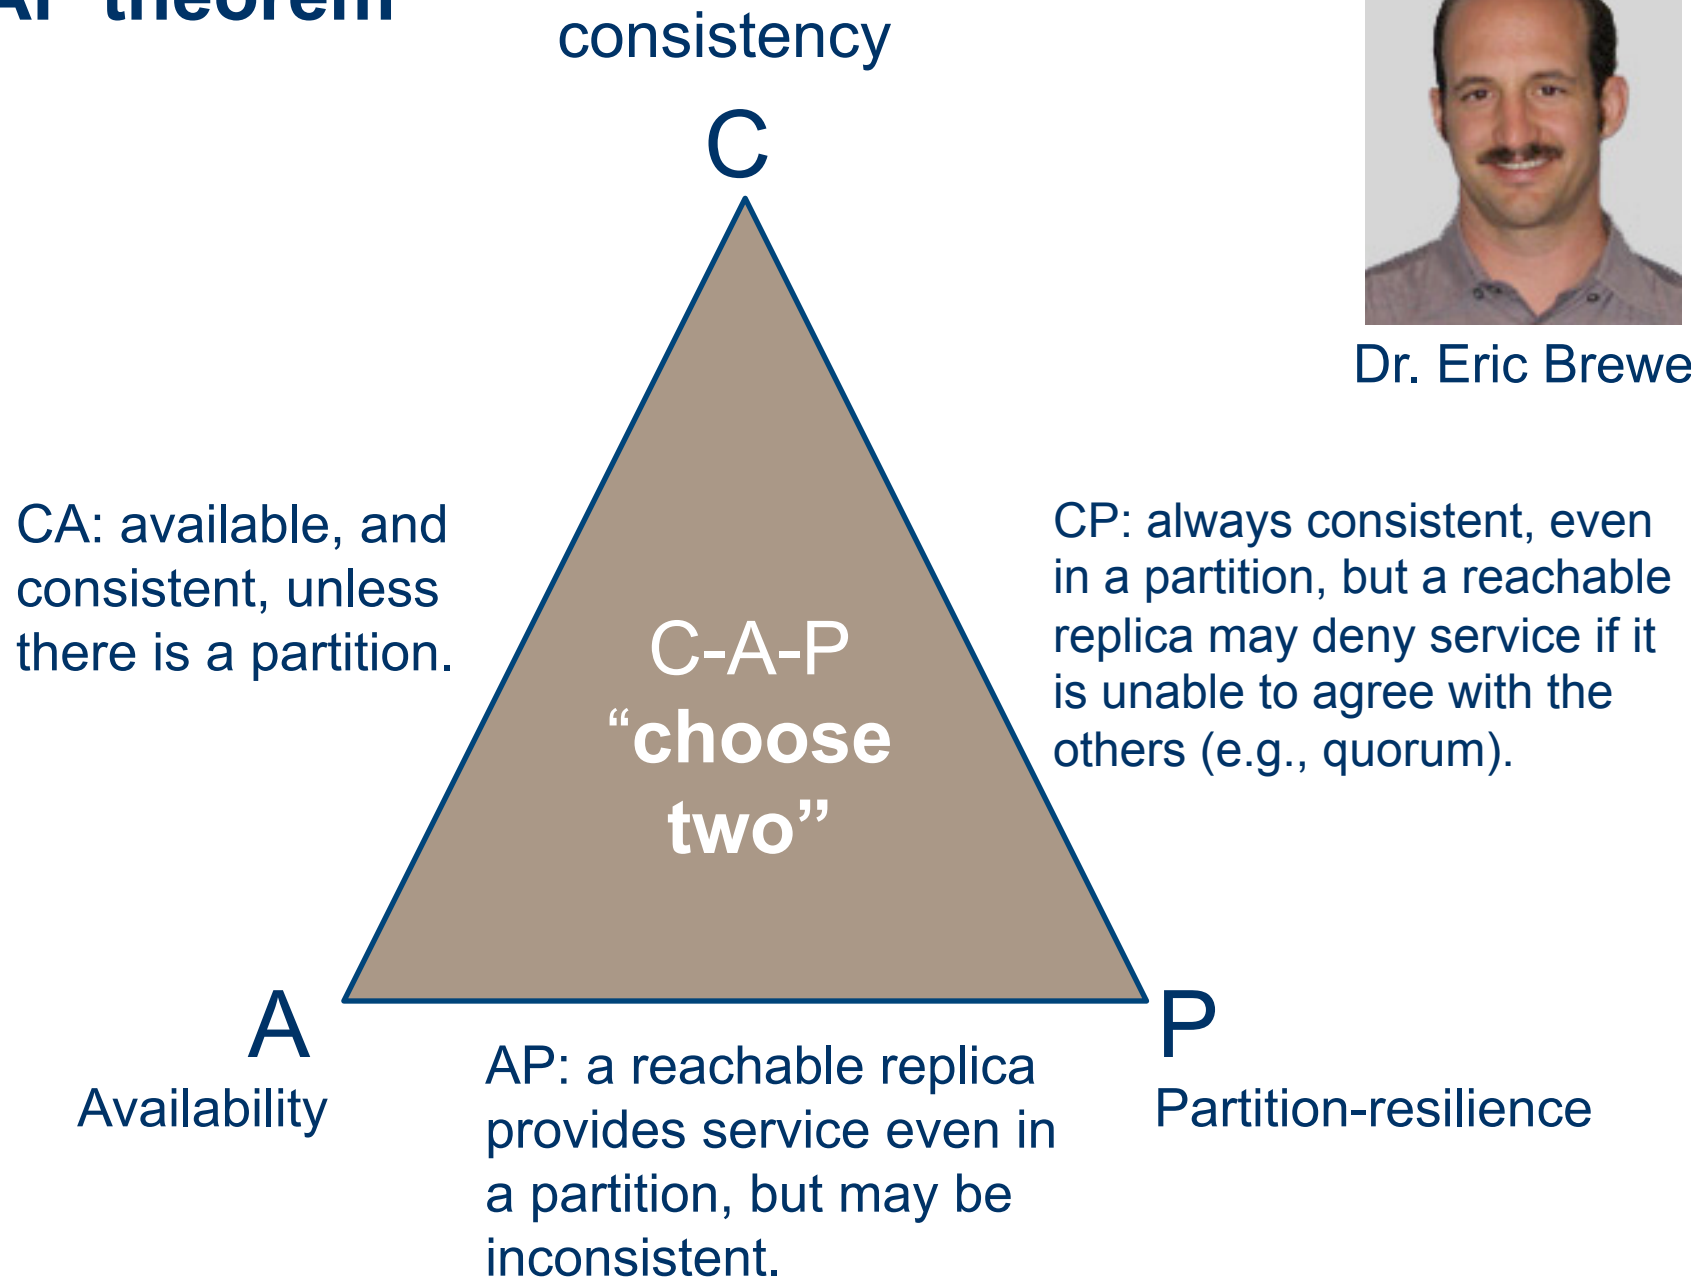 AP theorem
consistency
C
Dr. Eric Brewe
CA: available, and
consistent, unless
there is a partition.
CP: always consistent, even
in a partition, but a reachable
replica may deny service if it
is unable to agree with the
others (e.g., quorum).
C-A-P
“choose
two”
A
Availability
P
Partition-resilience
AP: a reachable replica
provides service even in
a partition, but may be
inconsistent.